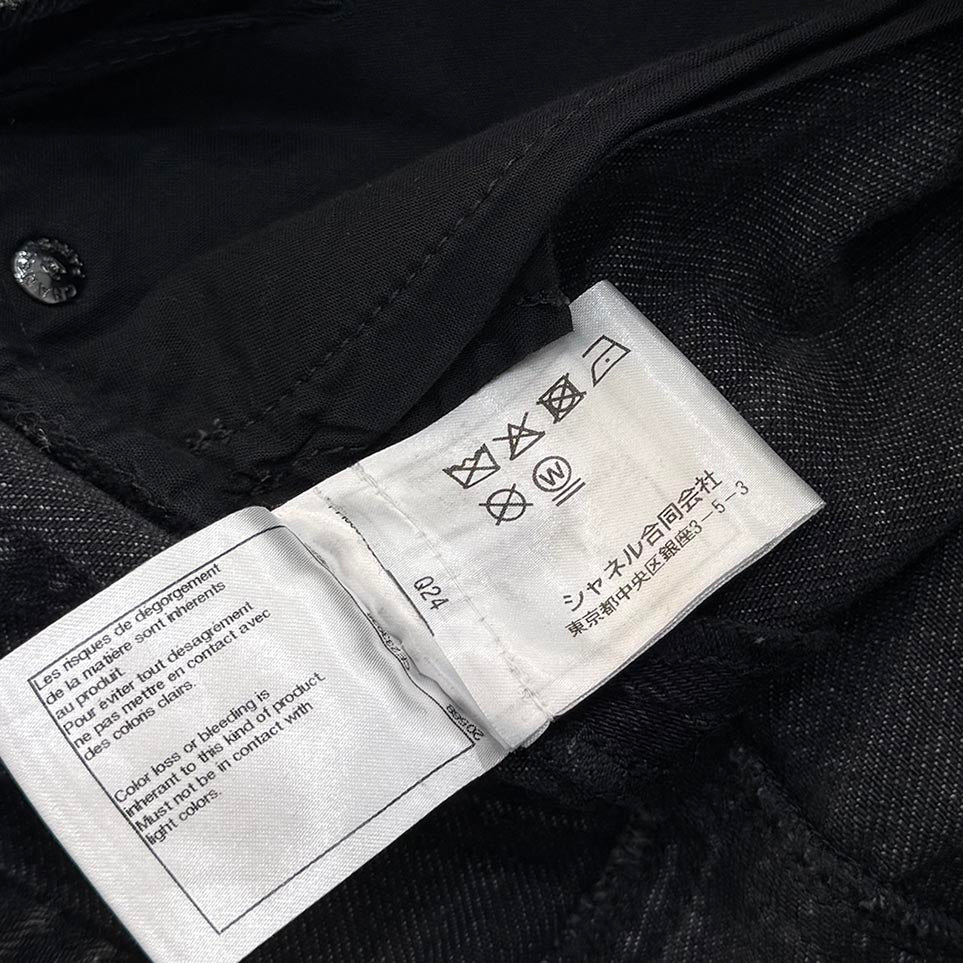 Les risques de dégorgement
de la matière sont inherents
au produit.
Pour éviter tout desagrément
ne pas mettre en contact avec
des coloris clairs.
Color loss or bleeding is
inherant to this kind of product.
Must not be in contact with
light colors.
Q24
W
シャネル合同会社
東京都中央区銀座3-5-3